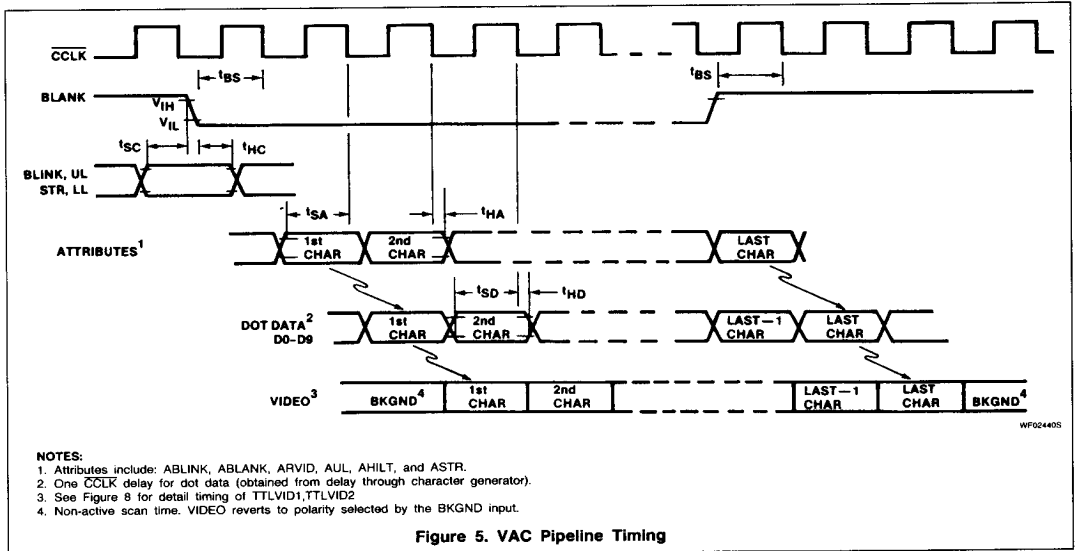 CCLK
tBS
tBS
BLANK
VIH
VIL
tSC
tHC
BLINK, UL
STR, LL
tSA
tHA
ATTRIBUTES1
1st CHAR
2nd CHAR
LAST CHAR
tSD
tHD
DOT DATA2
D0–D9
1st CHAR
2nd CHAR
LAST—1 CHAR
LAST CHAR
VIDEO3
BKGND4
1st CHAR
2nd CHAR
LAST—1 CHAR
LAST CHAR
BKGND4
WF02440S
NOTES:
1. Attributes include: ABLINK, ABLANK, ARVID, AUL, AHILT, and ASTR.
2. One CCLK delay for dot data (obtained from delay through character generator).
3. See Figure 8 for detail timing of TTLVID1,TTLVID2
4. Non-active scan time. VIDEO reverts to polarity selected by the BKGND input.
Figure 5. VAC Pipeline Timing